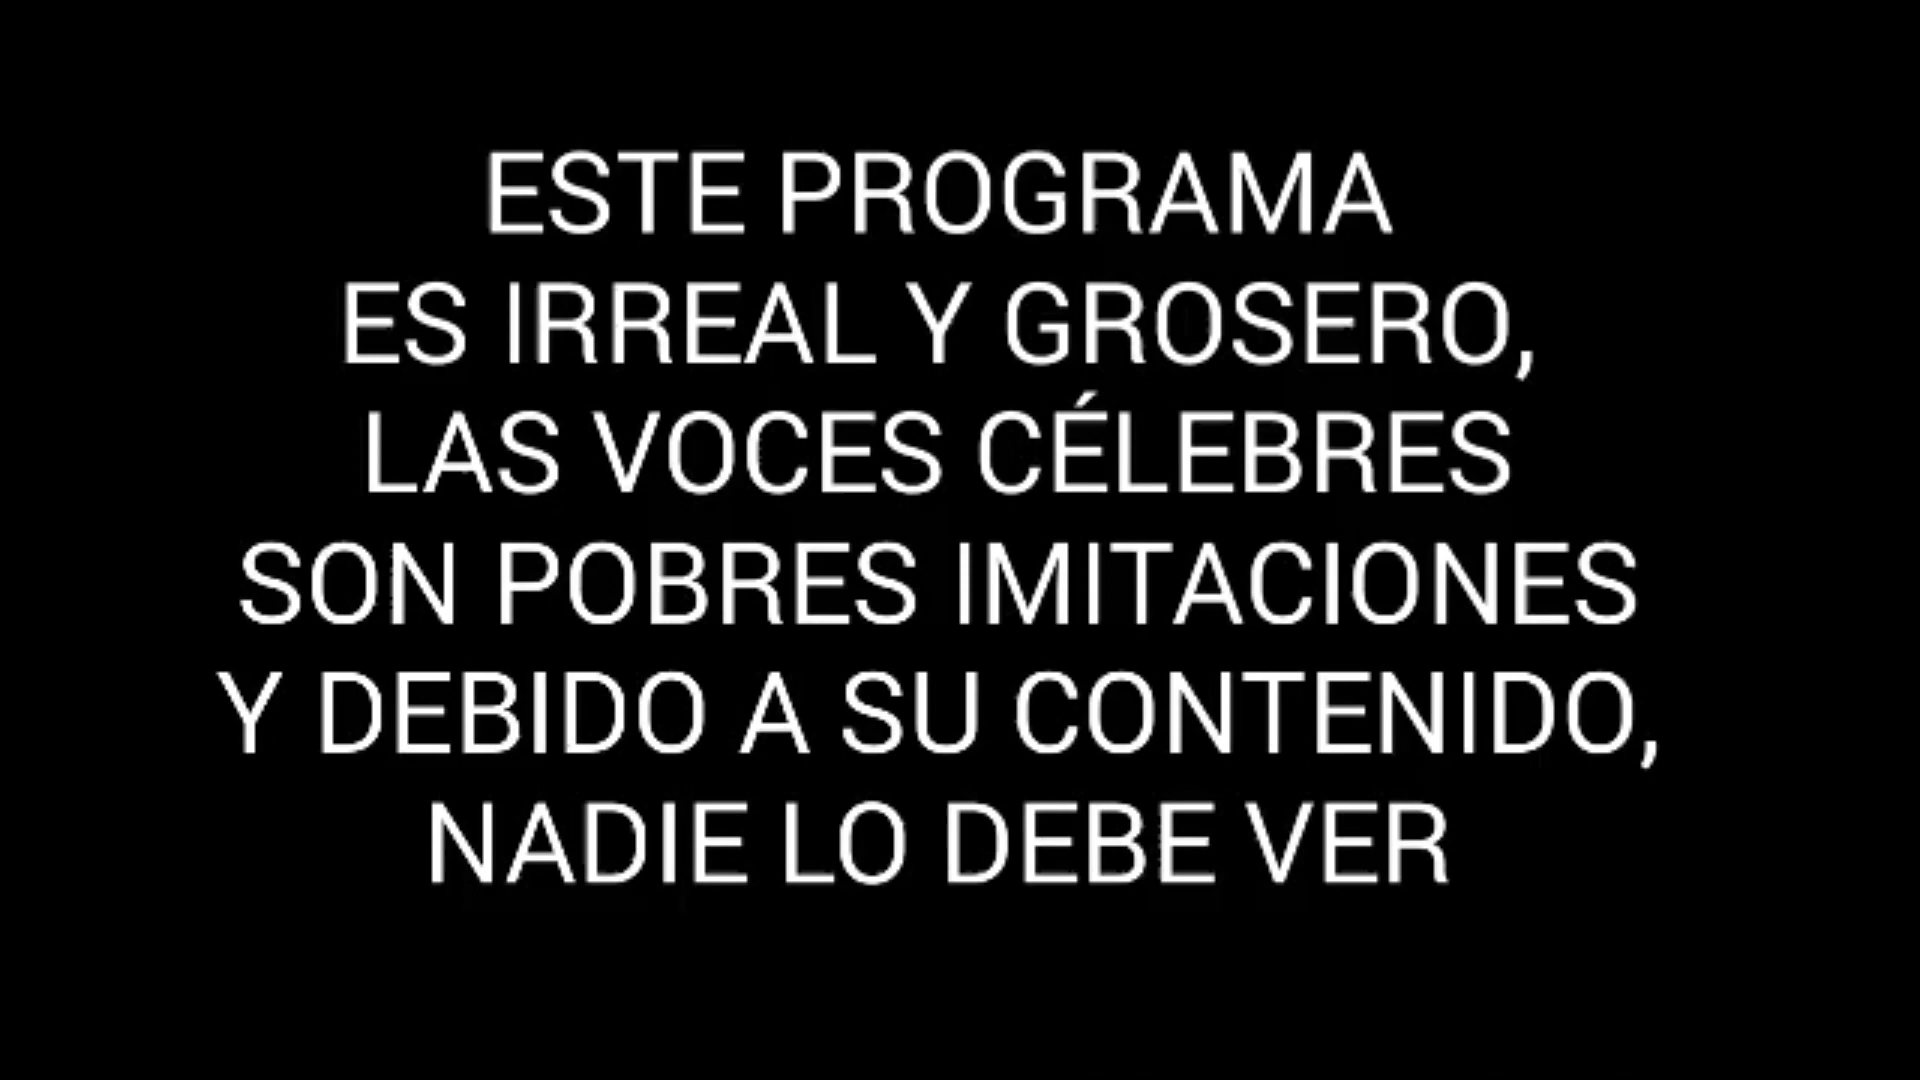 ESTE PROGRAMA
ES IRREAL Y GROSERO,
LAS VOCES CÉLEBRES
SON POBRES IMITACIONES
Y DEBIDO A SU CONTENIDO,
NADIE LO DEBE VER